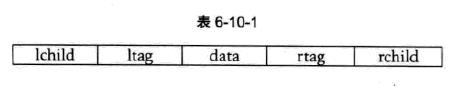 表 6-10-1
lchild ltag data rtag rchild